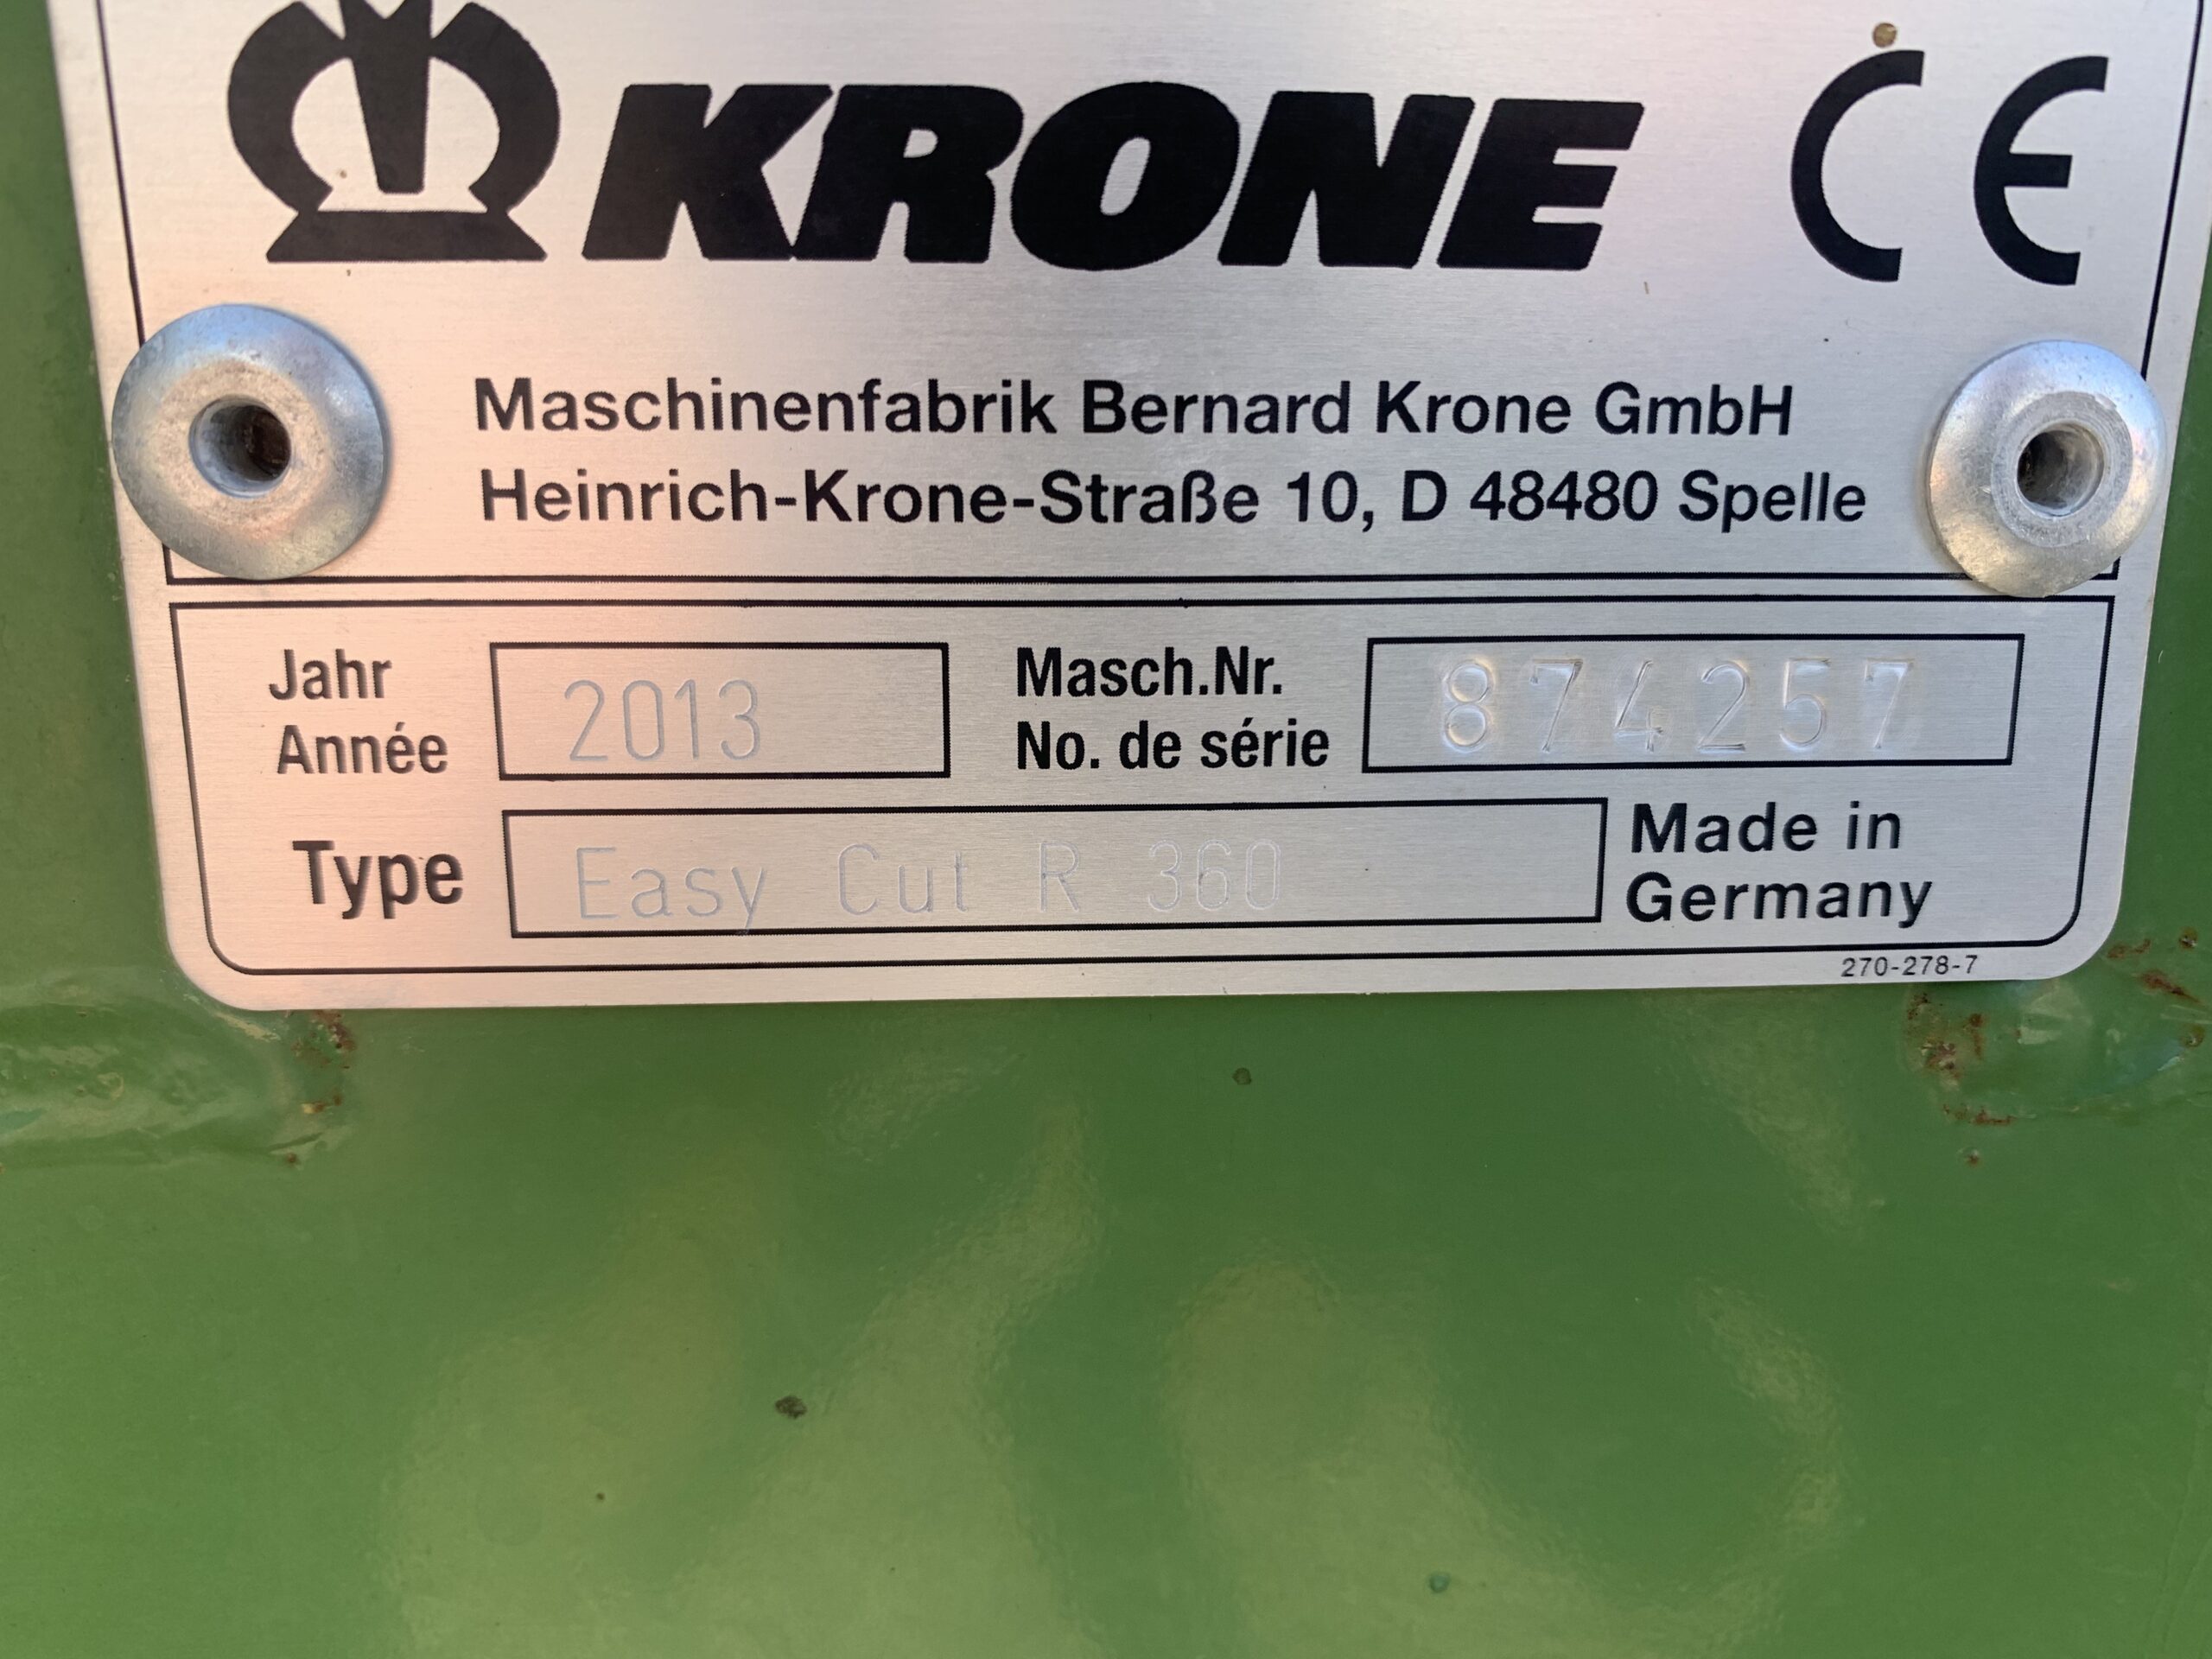 KRONE CE
Maschinenfabrik Bernard Krone GmbH
Heinrich-Krone-Straße 10, D 48480 Spelle
Jahr
Année
2013
Masch.Nr.
No. de série
874257
Type
Easy Cut R 360
Made in
Germany
270-278-7